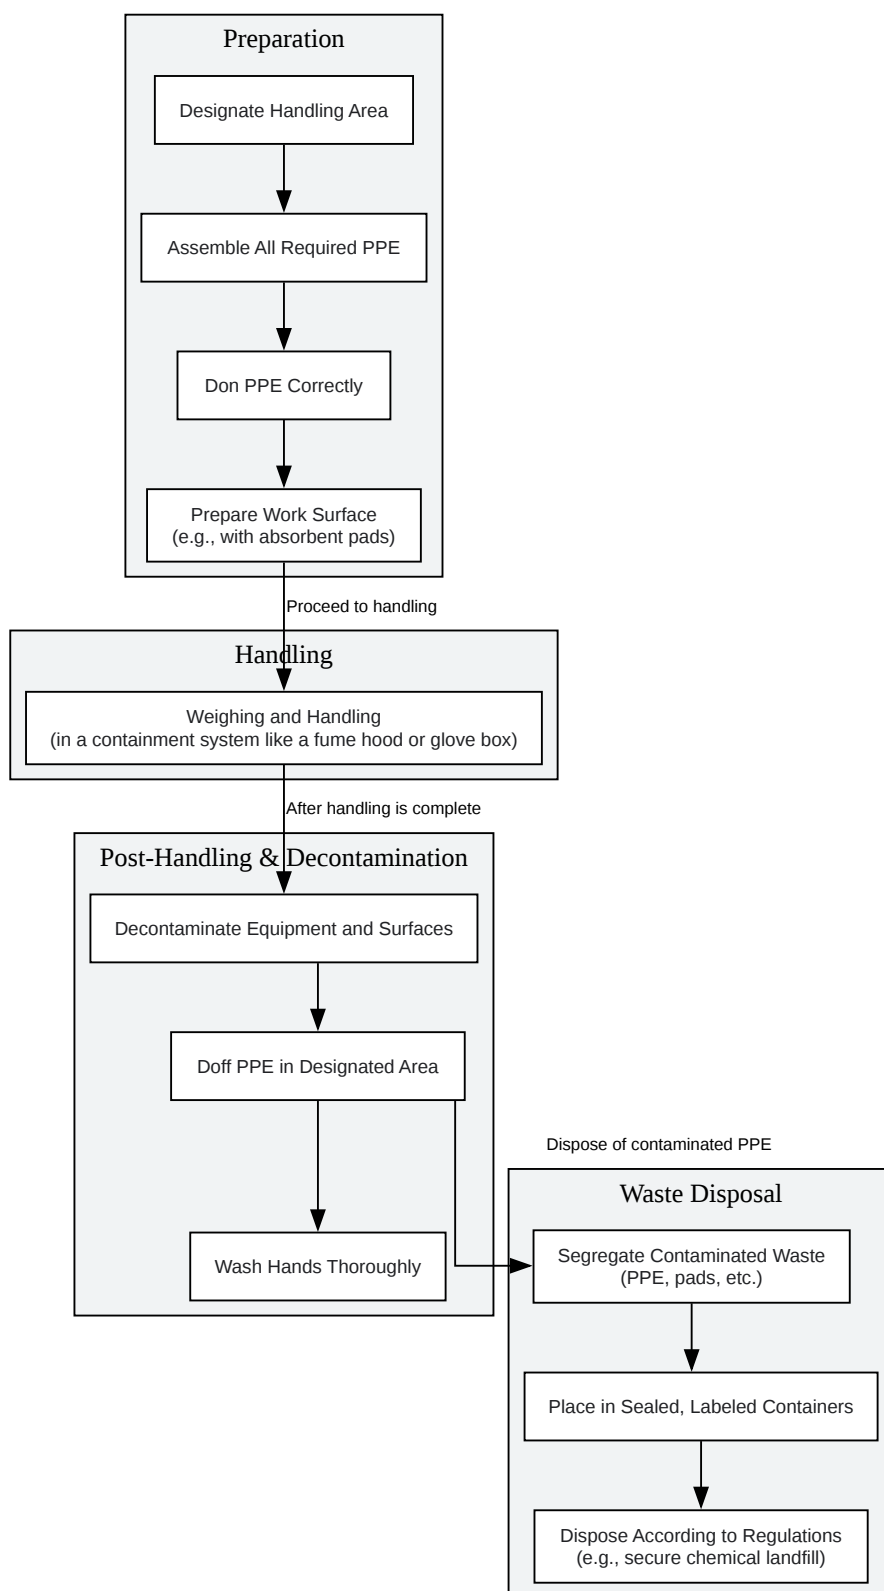 Preparation
Designate Handling Area
Assemble All Required PPE
Don PPE Correctly
Prepare Work Surface
(e.g., with absorbent pads)
Proceed to handling
Handling
Weighing and Handling
(in a containment system like a fume hood or glove box)
After handling is complete
Post-Handling & Decontamination
Decontaminate Equipment and Surfaces
Doff PPE in Designated Area
Wash Hands Thoroughly
Dispose of contaminated PPE
Waste Disposal
Segregate Contaminated Waste
(PPE, pads, etc.)
Place in Sealed, Labeled Containers
Dispose According to Regulations
(e.g., secure chemical landfill)